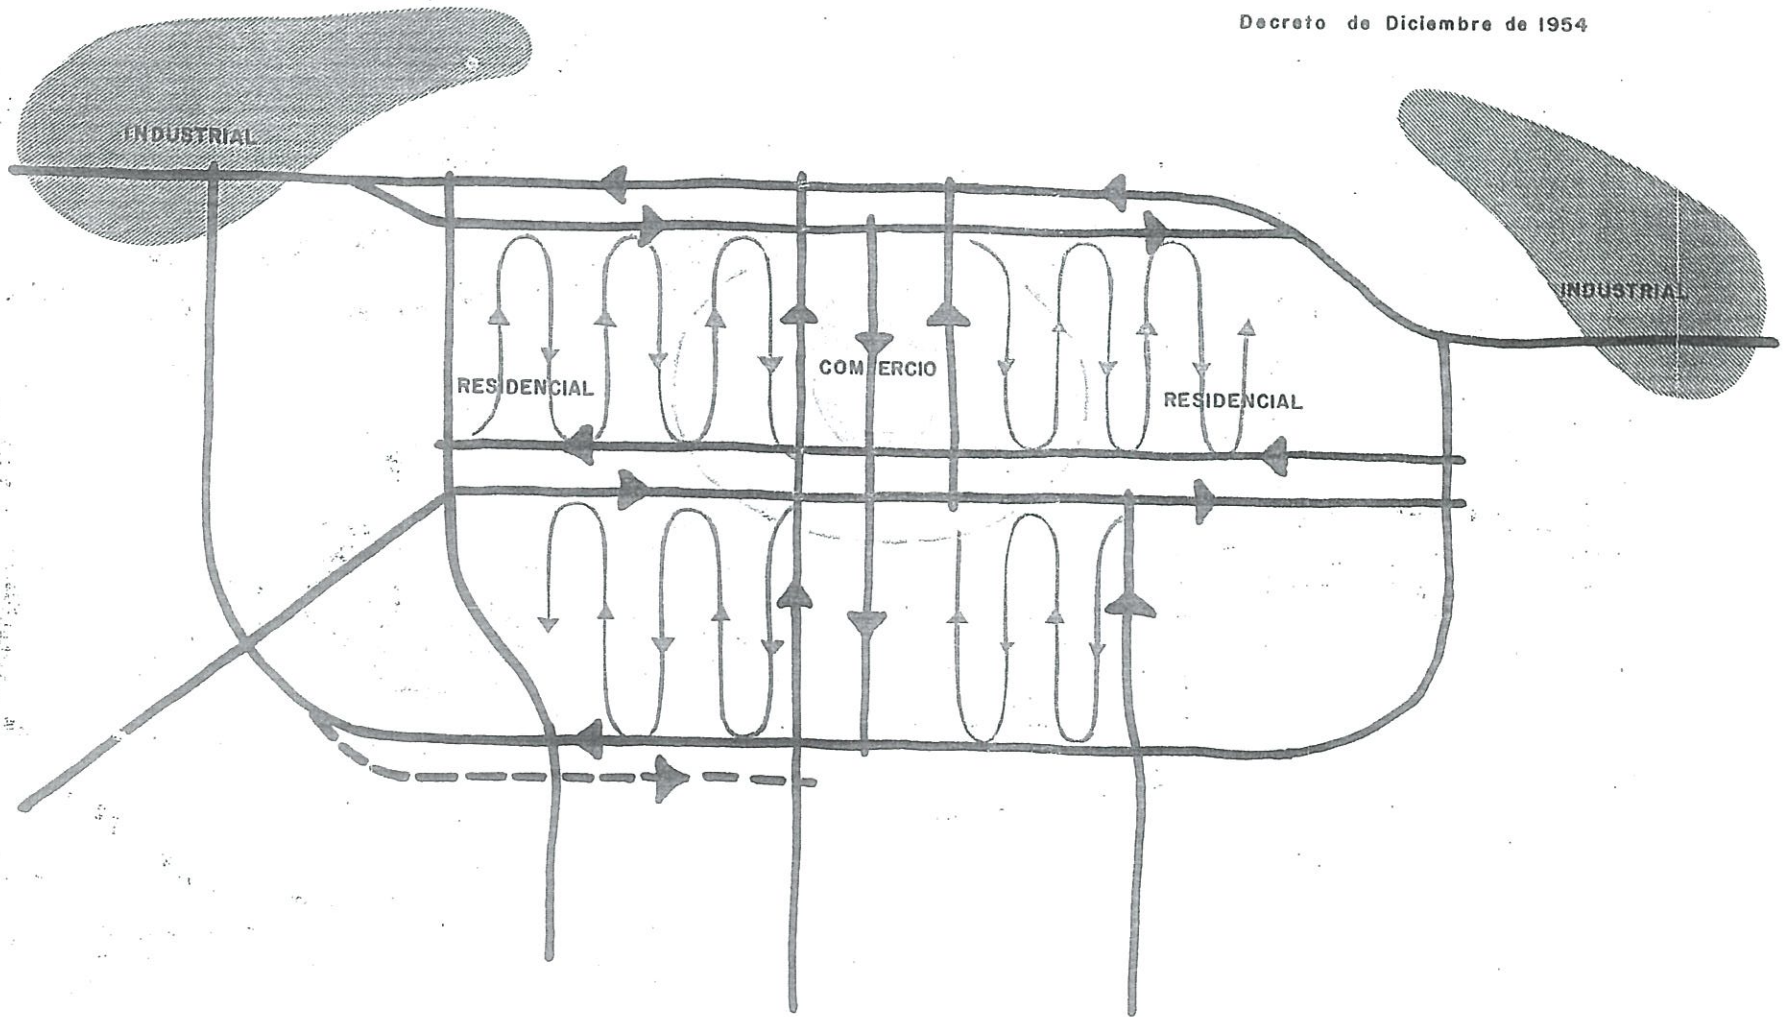 Decreto de Diciembre de 1954
INDUSTRIAL
INDUSTRIAL
COMERCIO
RESIDENCIAL
RESIDENCIAL